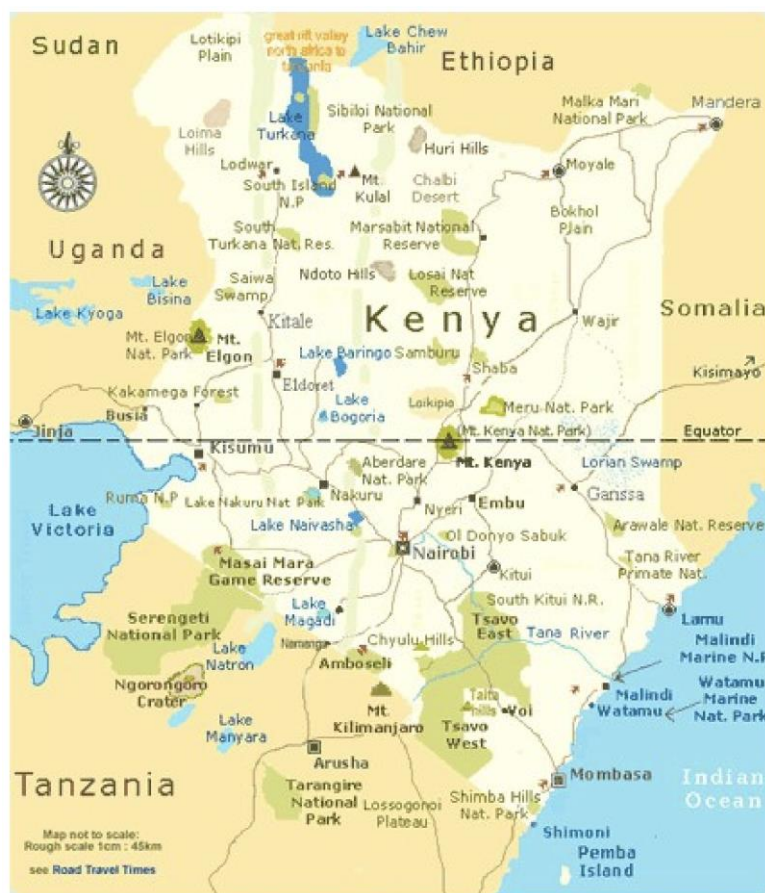 Sudan
Lotikipi
Plain
great rift valley
north africa to
tanzania
Lake Chew
Bahir
Ethiopia
Malka Mari
National Park
Mandera
Loima
Hills
Lake
Turkana
Sibiloi National
Park
Huri Hills
Moyale
Lodwar
South Island
N.P
Mt.
Kulal
Chalbi
Desert
Bokhol
Plain
Uganda
South
Turkana Nat. Res.
Marsabit National
Reserve
Lake
Bisina
Saiwa
Swamp
Ndoto Hills
Losai Nat
Reserve
Lake Kyoga
Kitale
Kenya
Wajir
Somalia
Mt. Elgon
Nat. Park
Mt.
Elgon
Lake Baringo
Samburu
Shaba
Kisimayo
Eldoret
Kakamega Forest
Lake
Bogoria
Laikipia
Meru Nat. Park
Busia
Jinja
(Mt. Kenya Nat. Park)
Equator
Kisumu
Mt. Kenya
Aberdare
Nat. Park
Lorian Swamp
Lake
Victoria
Ruma N.P
Lake Nakuru Nat Park
Nakuru
Nyeri
Embu
Garissa
Lake Naivasha
Ol Donyo Sabuk
Arawale Nat. Reserve
Masai Mara
Game Reserve
Nairobi
Kitui
Tana River
Primate Nat.
Serengeti
National Park
Lake
Magadi
South Kitui N.R.
Tsavo
East
Tana River
Lamu
Malindi
Marine N.P
Lake
Natron
Namanga
Chyulu Hills
Amboseli
Ngorongoro
Crater
Mt.
Kilimanjaro
Taita
hills
Voi
Malindi
Watamu
Watamu
Marine
Nat. Park
Lake
Manyara
Tsavo
West
Arusha
Mombasa
Indian
Ocean
Tanzania
Tarangire
National
Park
Lossogonoi
Plateau
Shimba Hills
Nat. Park
Shimoni
Pemba
Island
Map not to scale:
Rough scale 1cm : 45km
see Road Travel Times